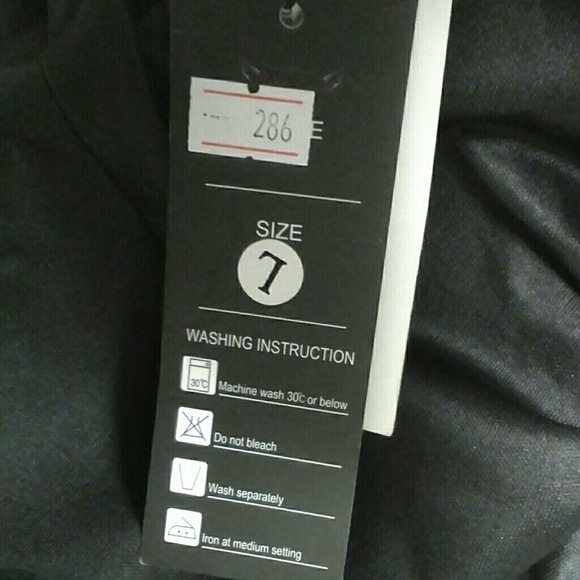 286
E
SIZE
L
WASHING INSTRUCTION
30°C Machine wash 30°C or below
Do not bleach
Wash separately
Iron at medium setting